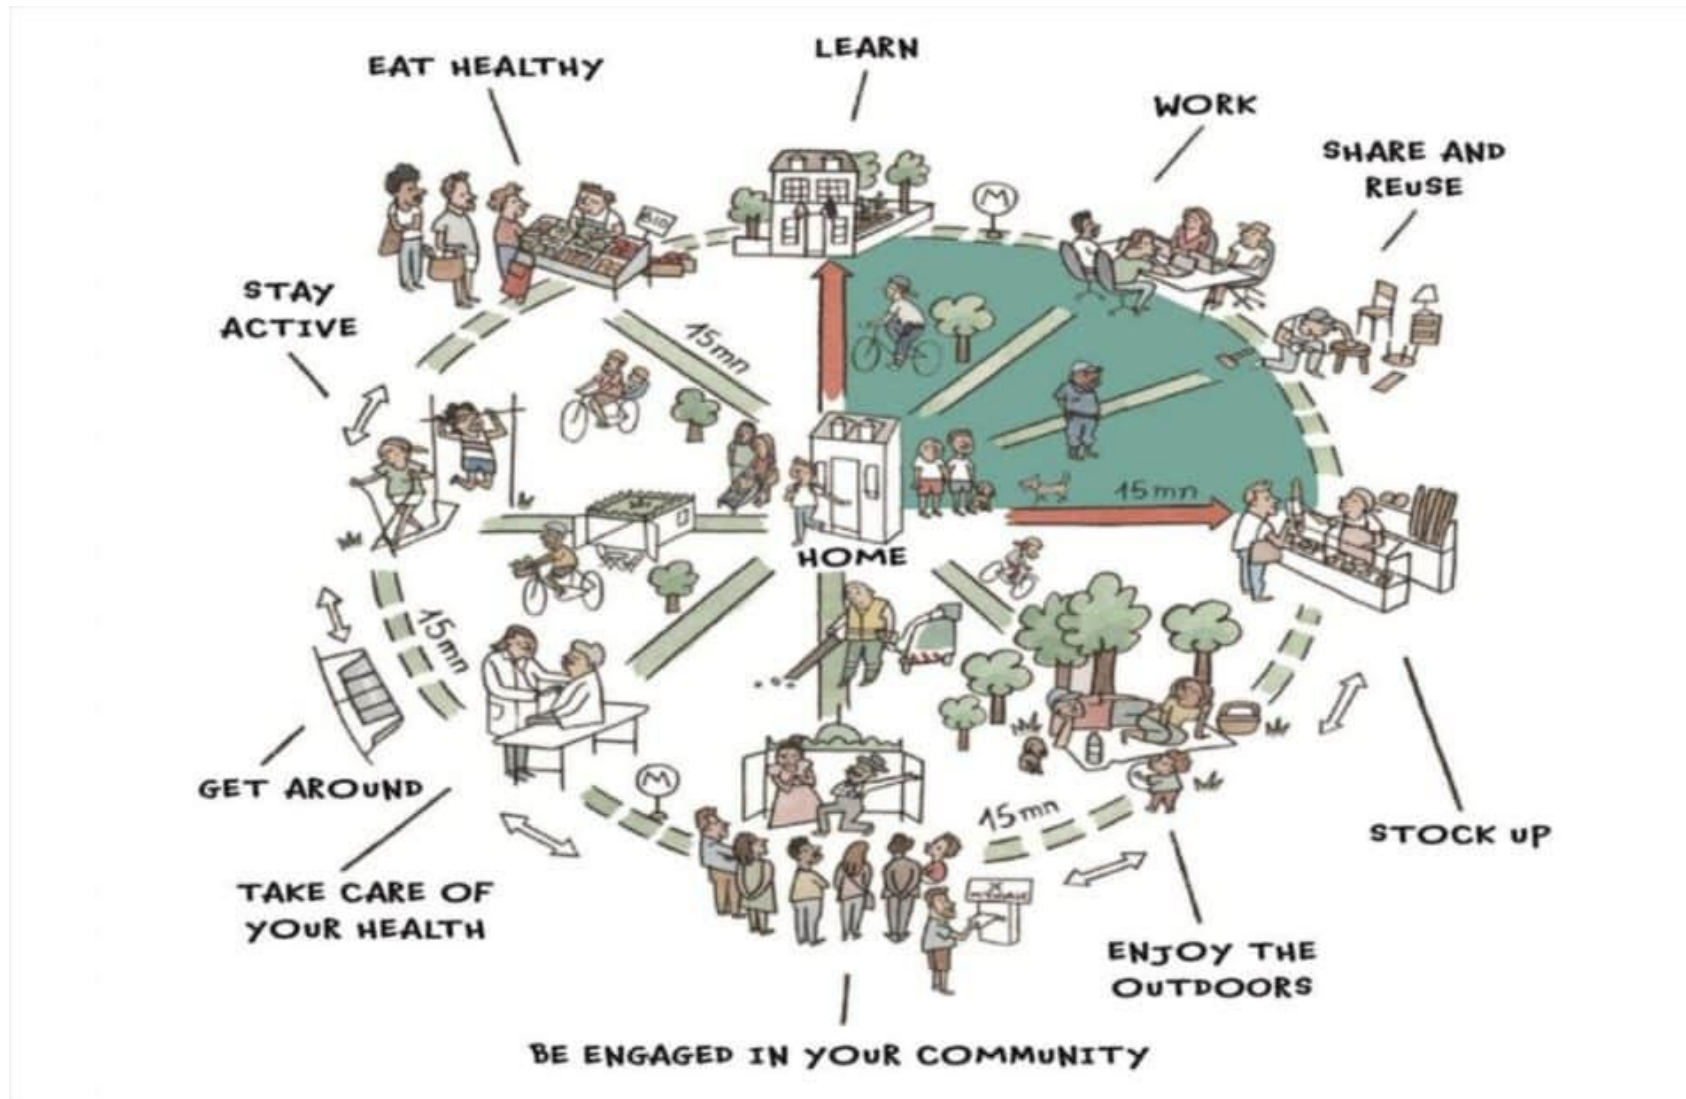 LEARN
EAT HEALTHY
WORK
SHARE AND
REUSE
BIO
M
STAY
ACTIVE
15mn
15mn
HOME
15mn
M
GET AROUND
15mn
STOCK UP
TAKE CARE OF
YOUR HEALTH
ENJOY THE
OUTDOORS
BE ENGAGED IN YOUR COMMUNITY